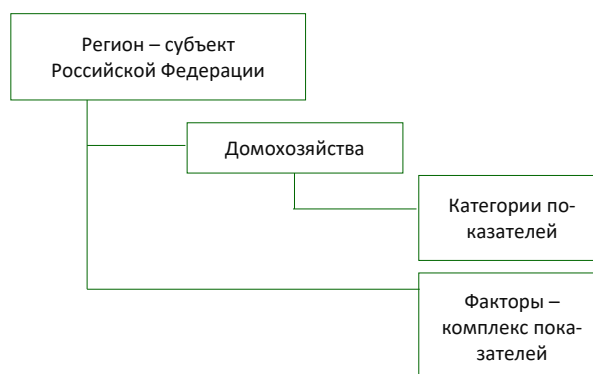 Регион – субъект
Российской Федерации
Домохозяйства
Категории по-
казателей
Факторы –
комплекс пока-
зателей